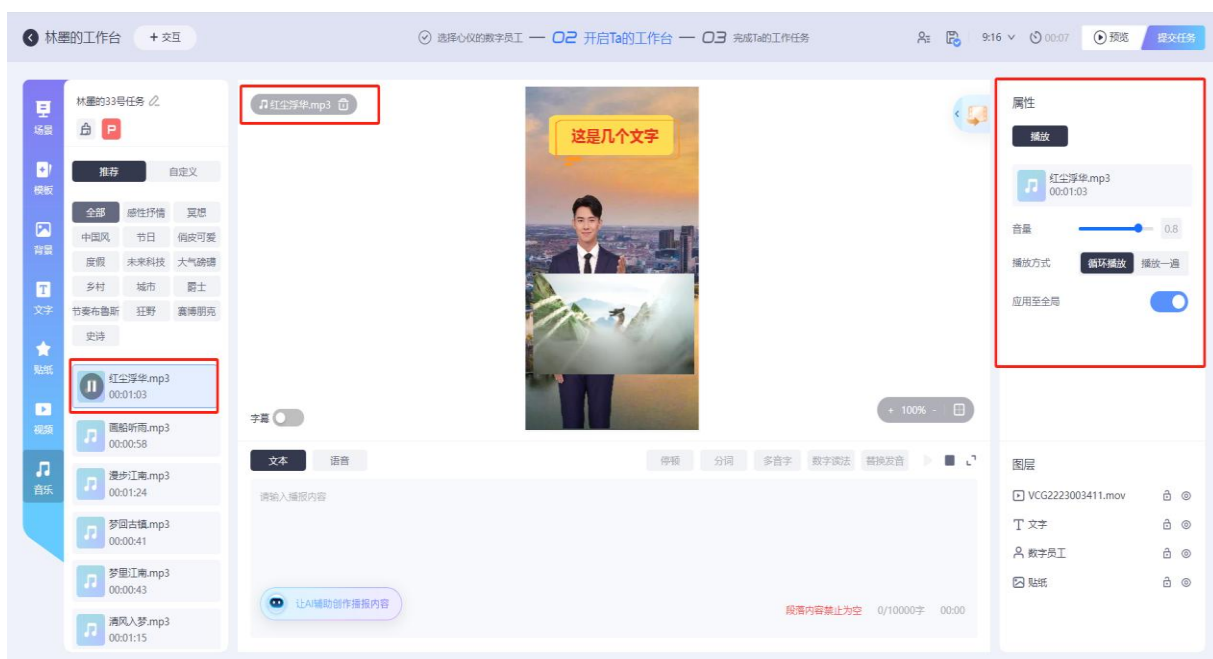 林墨的工作台 + 交互
选择心仪的数字员工 — 02 开启Ta的工作台 — 03 完成Ta的工作任务
9:16 00:07 预览 提交任务
场景
模板
背景
文字
贴纸
视频
音乐
林墨的33号任务
P
推荐 自定义
全部 感性抒情 冥想
中国风 节日 俏皮可爱
度假 未来科技 大气磅礴
乡村 城市 爵士
节奏布鲁斯 狂野 赛博朋克
史诗
红尘浮华.mp3
00:01:03
画船听雨.mp3
00:00:58
漫步江南.mp3
00:01:24
梦回古镇.mp3
00:00:41
梦里江南.mp3
00:00:43
清风入梦.mp3
00:01:15
红尘浮华.mp3
这是几个文字
字幕
+ 100% -
文本 语音 停顿 分词 多音字 数字读法 替换发音
请输入播报内容
让AI辅助创作播报内容
段落内容禁止为空 0/10000字 00:00
属性
播放
红尘浮华.mp3
00:01:03
音量 0.8
播放方式 循环播放 播放一遍
应用至全局
图层
VCG2223003411.mov
T 文字
数字员工
贴纸